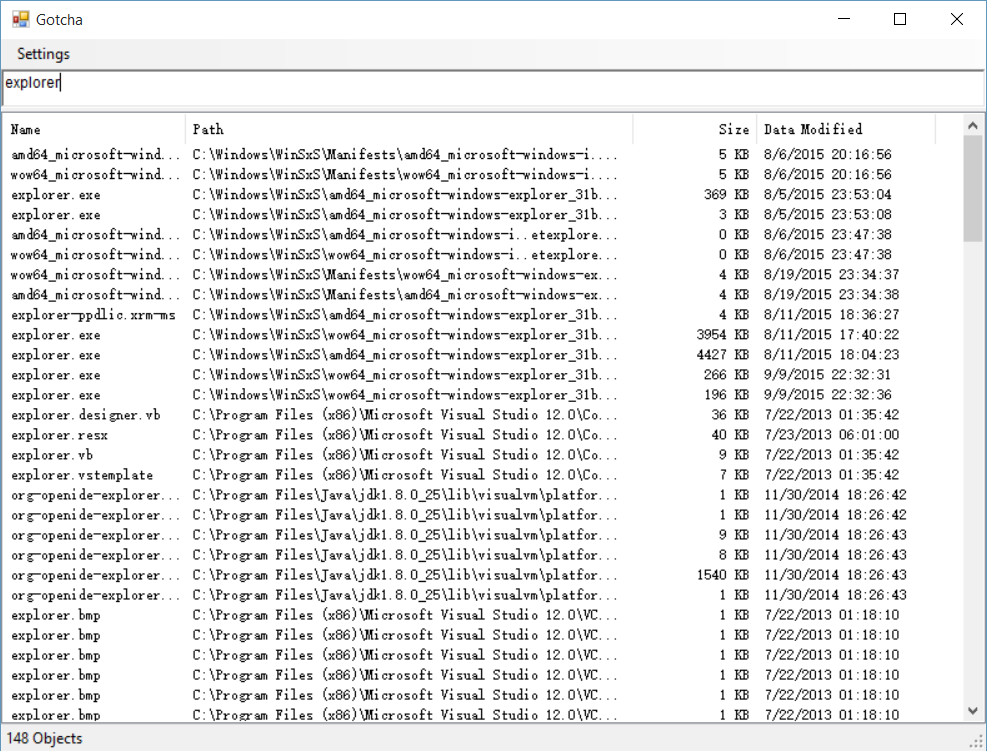 Gotcha
Settings
explorer
Name Path Size Data Modified
amd64_microsoft-wind... C:\Windows\WinSxS\Manifests\amd64_microsoft-windows-i.... 5 KB 8/6/2015 20:16:56
wow64_microsoft-wind... C:\Windows\WinSxS\Manifests\wow64_microsoft-windows-i.... 5 KB 8/6/2015 20:16:56
explorer.exe C:\Windows\WinSxS\amd64_microsoft-windows-explorer_31b... 369 KB 8/5/2015 23:53:04
explorer.exe C:\Windows\WinSxS\amd64_microsoft-windows-explorer_31b... 3 KB 8/5/2015 23:53:08
amd64_microsoft-wind... C:\Windows\WinSxS\amd64_microsoft-windows-i..etexplore... 0 KB 8/6/2015 23:47:38
wow64_microsoft-wind... C:\Windows\WinSxS\wow64_microsoft-windows-i..etexplore... 0 KB 8/6/2015 23:47:38
wow64_microsoft-wind... C:\Windows\WinSxS\Manifests\wow64_microsoft-windows-ex... 4 KB 8/19/2015 23:34:37
amd64_microsoft-wind... C:\Windows\WinSxS\Manifests\amd64_microsoft-windows-ex... 4 KB 8/19/2015 23:34:38
explorer-ppdlic.xrm-ms C:\Windows\WinSxS\amd64_microsoft-windows-explorer_31b... 4 KB 8/11/2015 18:36:27
explorer.exe C:\Windows\WinSxS\wow64_microsoft-windows-explorer_31b... 3954 KB 8/11/2015 17:40:22
explorer.exe C:\Windows\WinSxS\amd64_microsoft-windows-explorer_31b... 4427 KB 8/11/2015 18:04:23
explorer.exe C:\Windows\WinSxS\wow64_microsoft-windows-explorer_31b... 266 KB 9/9/2015 22:32:31
explorer.exe C:\Windows\WinSxS\wow64_microsoft-windows-explorer_31b... 196 KB 9/9/2015 22:32:36
explorer.designer.vb C:\Program Files (x86)\Microsoft Visual Studio 12.0\Co... 36 KB 7/22/2013 01:35:42
explorer.resx C:\Program Files (x86)\Microsoft Visual Studio 12.0\Co... 40 KB 7/23/2013 06:01:00
explorer.vb C:\Program Files (x86)\Microsoft Visual Studio 12.0\Co... 9 KB 7/22/2013 01:35:42
explorer.vstemplate C:\Program Files (x86)\Microsoft Visual Studio 12.0\Co... 7 KB 7/22/2013 01:35:42
org-openide-explorer... C:\Program Files\Java\jdk1.8.0_25\lib\visualvm\platfor... 1 KB 11/30/2014 18:26:42
org-openide-explorer... C:\Program Files\Java\jdk1.8.0_25\lib\visualvm\platfor... 1 KB 11/30/2014 18:26:42
org-openide-explorer... C:\Program Files\Java\jdk1.8.0_25\lib\visualvm\platfor... 9 KB 11/30/2014 18:26:43
org-openide-explorer... C:\Program Files\Java\jdk1.8.0_25\lib\visualvm\platfor... 8 KB 11/30/2014 18:26:43
org-openide-explorer... C:\Program Files\Java\jdk1.8.0_25\lib\visualvm\platfor... 1540 KB 11/30/2014 18:26:43
org-openide-explorer... C:\Program Files\Java\jdk1.8.0_25\lib\visualvm\platfor... 1 KB 11/30/2014 18:26:43
explorer.bmp C:\Program Files (x86)\Microsoft Visual Studio 12.0\VC... 1 KB 7/22/2013 01:18:10
explorer.bmp C:\Program Files (x86)\Microsoft Visual Studio 12.0\VC... 1 KB 7/22/2013 01:18:10
explorer.bmp C:\Program Files (x86)\Microsoft Visual Studio 12.0\VC... 1 KB 7/22/2013 01:18:10
explorer.bmp C:\Program Files (x86)\Microsoft Visual Studio 12.0\VC... 1 KB 7/22/2013 01:18:10
explorer.bmp C:\Program Files (x86)\Microsoft Visual Studio 12.0\VC... 1 KB 7/22/2013 01:18:10
explorer.bmp C:\Program Files (x86)\Microsoft Visual Studio 12.0\VC... 1 KB 7/22/2013 01:18:10
148 Objects